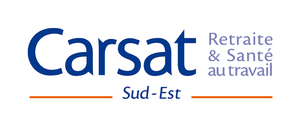 Carsat
Retraite
& Santé
au travail
Sud-Est